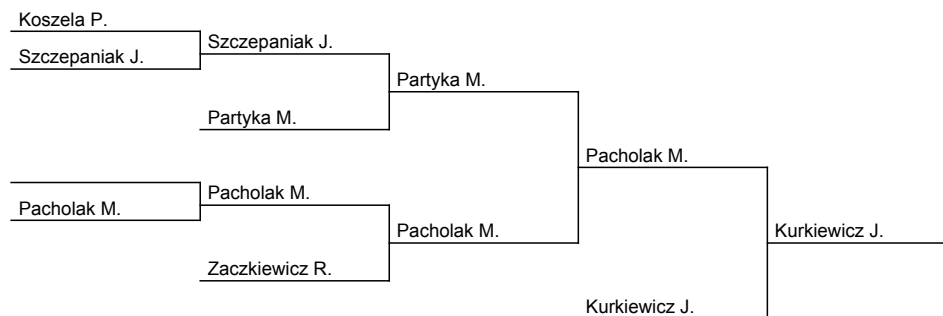 Koszela P.
Szczepaniak J.
Szczepaniak J.
Partyka M.
Partyka M.
Pacholak M.
Pacholak M.
Pacholak M.
Pacholak M.
Kurkiewicz J.
Zaczkiewicz R.
Kurkiewicz J.